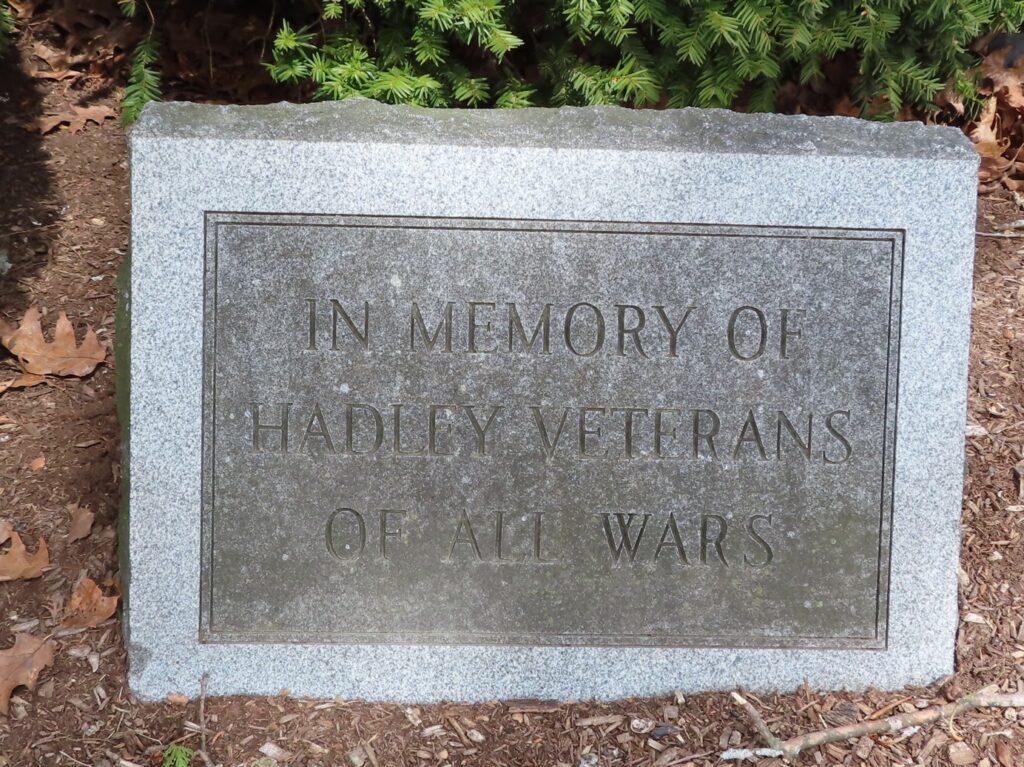 IN MEMORY OF
HADLEY VETERANS
OF ALL WARS